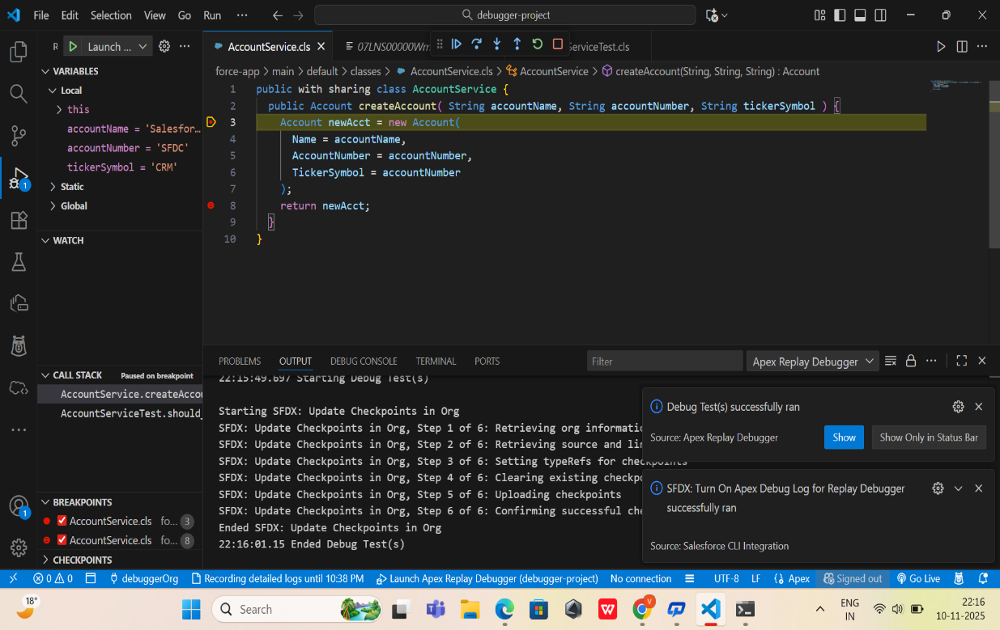 File Edit Selection View Go Run ··· debugger-project
R Launch ... ···
AccountService.cls 07LNS00000Wm ServiceTest.cls
force-app > main > default > classes > AccountService.cls > AccountService > createAccount(String, String, String) : Account
VARIABLES
Local
this
accountName = 'Salesfor...
accountNumber = 'SFDC'
tickerSymbol = 'CRM'
Static
Global
WATCH
CALL STACK Paused on breakpoint
AccountService.createAccou
AccountServiceTest.should_
BREAKPOINTS
AccountService.cls fo... 3
AccountService.cls fo... 8
CHECKPOINTS
1
1
1 public with sharing class AccountService {
2 public Account createAccount( String accountName, String accountNumber, String tickerSymbol ) {
3 Account newAcct = new Account(
4 Name = accountName,
5 AccountNumber = accountNumber,
6 TickerSymbol = accountNumber
7 );
8 return newAcct;
9 }
10 }
PROBLEMS OUTPUT DEBUG CONSOLE TERMINAL PORTS Filter Apex Replay Debugger ···
22:15:49.697 Starting Debug Test(s)
Starting SFDX: Update Checkpoints in Org
SFDX: Update Checkpoints in Org, Step 1 of 6: Retrieving org informatio
SFDX: Update Checkpoints in Org, Step 2 of 6: Retrieving source and li
SFDX: Update Checkpoints in Org, Step 3 of 6: Setting typeRefs for checkpoints
SFDX: Update Checkpoints in Org, Step 4 of 6: Clearing existing checkp
SFDX: Update Checkpoints in Org, Step 5 of 6: Uploading checkpoints
SFDX: Update Checkpoints in Org, Step 6 of 6: Confirming successful che
Ended SFDX: Update Checkpoints in Org
22:16:01.15 Ended Debug Test(s)
Debug Test(s) successfully ran
Source: Apex Replay Debugger Show Show Only in Status Bar
SFDX: Turn On Apex Debug Log for Replay Debugger
successfully ran
Source: Salesforce CLI Integration
0 0 debuggerOrg Recording detailed logs until 10:38 PM Launch Apex Replay Debugger (debugger-project) No connection UTF-8 LF Apex Signed out Go Live
18° Search ENG
IN 22:16
10-11-2025